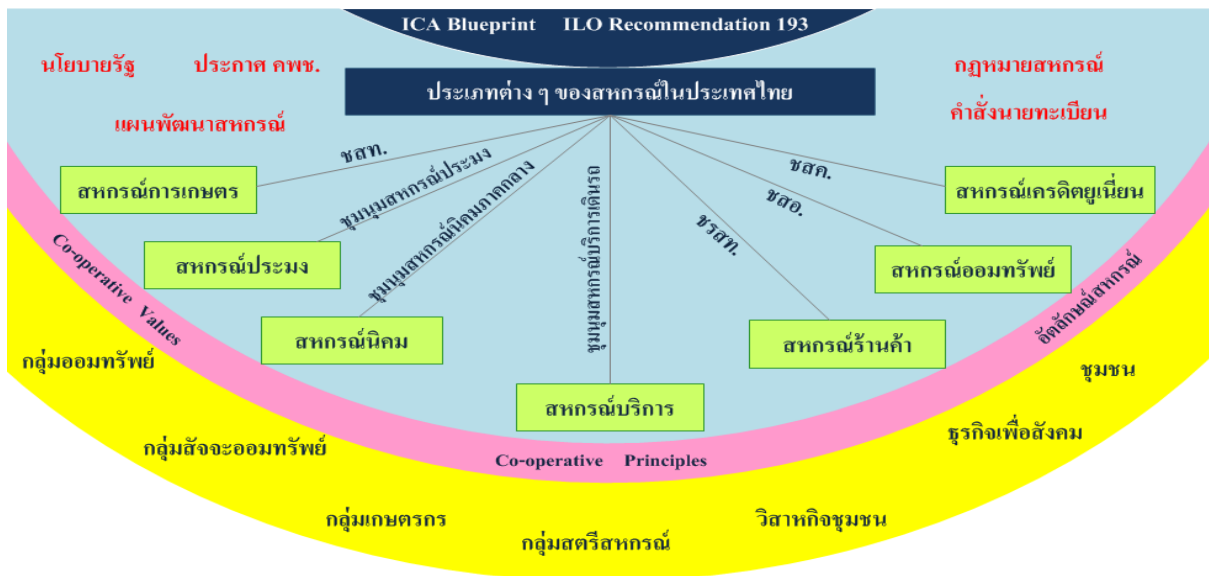 ICA Blueprint ILO Recommendation 193
นโยบายรัฐ
ประกาศ คพช.
กฎหมายสหกรณ์
ประเภทต่าง ๆ ของสหกรณ์ในประเทศไทย
แผนพัฒนาสหกรณ์
คำสั่งนายทะเบียน
ชสท.
ชุมนุมสหกรณ์ประมง
ชุมนุมสหกรณ์นิคมภาคกลาง
ชุมนุมสหกรณ์บริการเดินรถ
ชรสท.
ชสอ.
ชสค.
สหกรณ์การเกษตร
สหกรณ์เครดิตยูเนี่ยน
สหกรณ์ประมง
สหกรณ์ออมทรัพย์
สหกรณ์นิคม
สหกรณ์ร้านค้า
สหกรณ์บริการ
Co-operative Values
Co-operative Principles
อัตลักษณ์สหกรณ์
กลุ่มออมทรัพย์
ชุมชน
กลุ่มสัจจะออมทรัพย์
ธุรกิจเพื่อสังคม
กลุ่มเกษตรกร
วิสาหกิจชุมชน
กลุ่มสตรีสหกรณ์